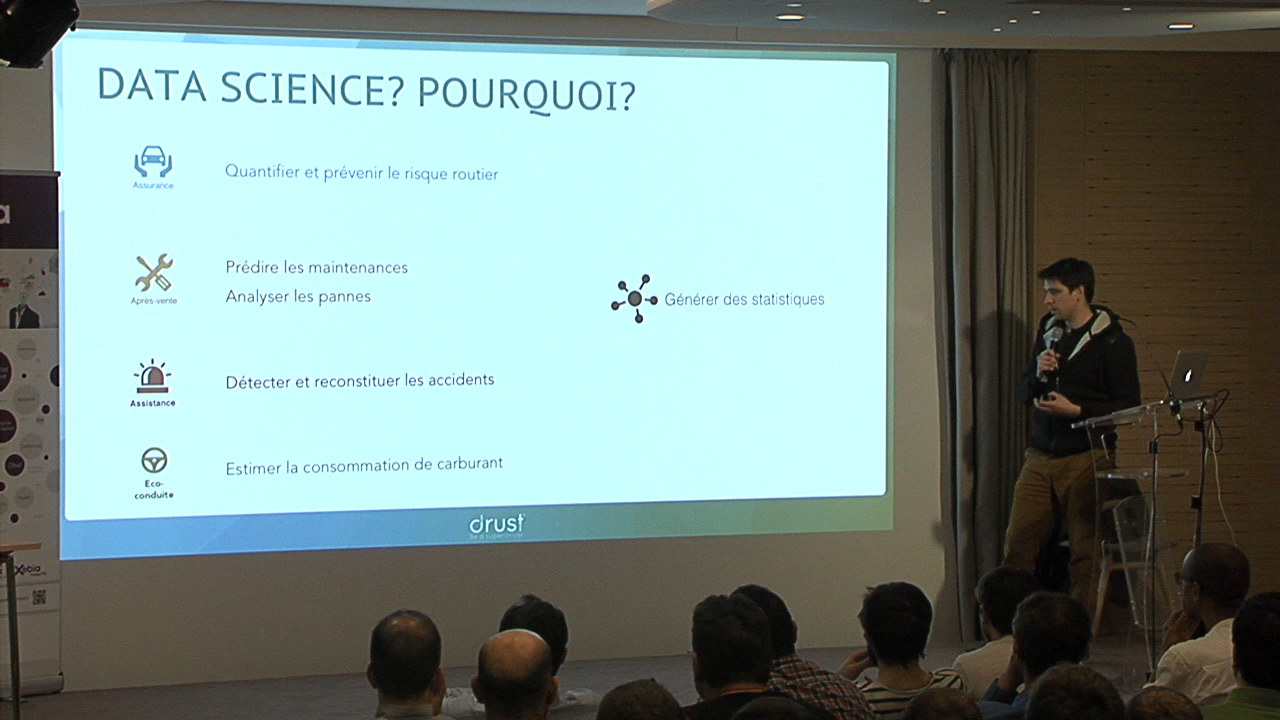 DATA SCIENCE? POURQUOI?
Assurance
Quantifier et prévenir le risque routier
Après-vente
Prédire les maintenances
Analyser les pannes
Générer des statistiques
Assistance
Détecter et reconstituer les accidents
Eco-
conduite
Estimer la consommation de carburant
drust
Xebia